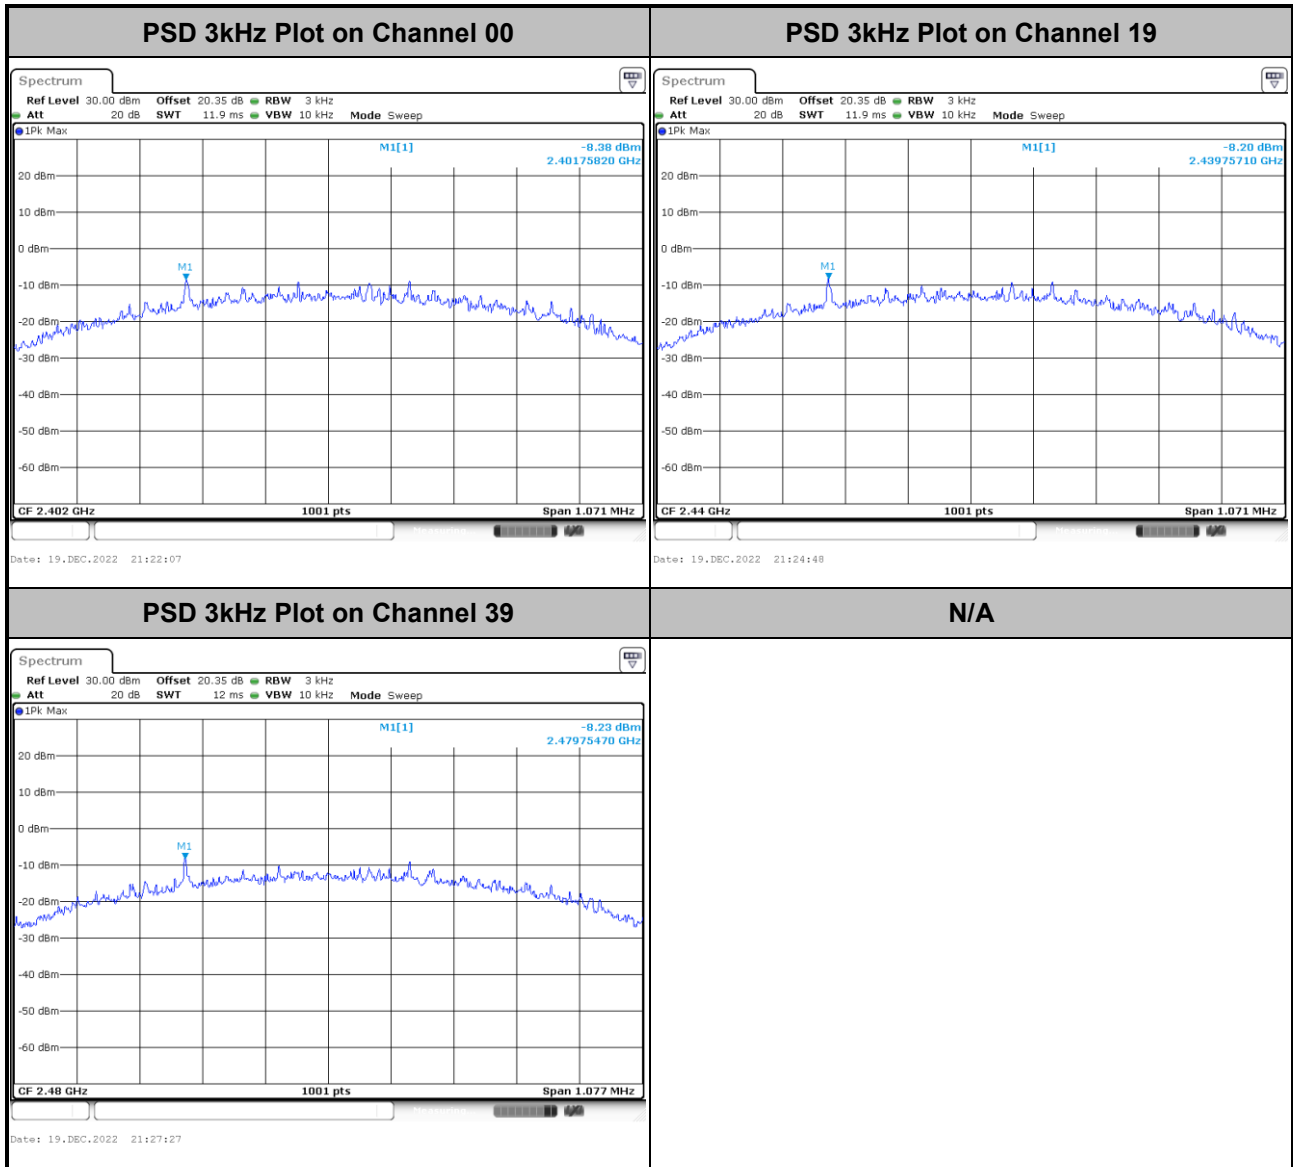 PSD 3kHz Plot on Channel 00
Spectrum
Ref Level 30.00 dBm Offset 20.35 dB RBW 3 kHz
Att 20 dB SWT 11.9 ms VBW 10 kHz Mode Sweep
1Pk Max
M1[1] -8.38 dBm
2.40175820 GHz
20 dBm
10 dBm
0 dBm
M1
-10 dBm
-20 dBm
-30 dBm
-40 dBm
-50 dBm
-60 dBm
CF 2.402 GHz 1001 pts Span 1.071 MHz
Measuring...
Date: 19.DEC.2022 21:22:07
PSD 3kHz Plot on Channel 19
Spectrum
Ref Level 30.00 dBm Offset 20.35 dB RBW 3 kHz
Att 20 dB SWT 11.9 ms VBW 10 kHz Mode Sweep
1Pk Max
M1[1] -8.20 dBm
2.43975710 GHz
20 dBm
10 dBm
0 dBm
M1
-10 dBm
-20 dBm
-30 dBm
-40 dBm
-50 dBm
-60 dBm
CF 2.44 GHz 1001 pts Span 1.071 MHz
Measuring...
Date: 19.DEC.2022 21:24:48
PSD 3kHz Plot on Channel 39
Spectrum
Ref Level 30.00 dBm Offset 20.35 dB RBW 3 kHz
Att 20 dB SWT 12 ms VBW 10 kHz Mode Sweep
1Pk Max
M1[1] -8.23 dBm
2.47975470 GHz
20 dBm
10 dBm
0 dBm
M1
-10 dBm
-20 dBm
-30 dBm
-40 dBm
-50 dBm
-60 dBm
CF 2.48 GHz 1001 pts Span 1.077 MHz
Measuring...
Date: 19.DEC.2022 21:27:27
N/A